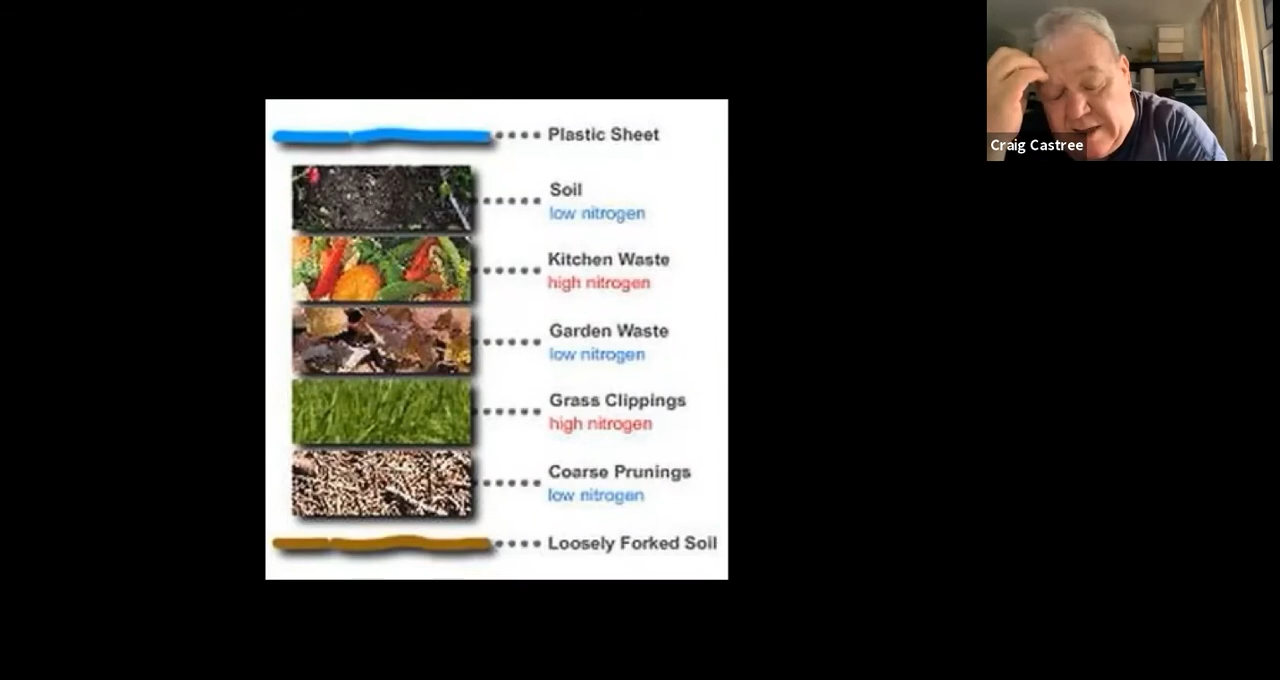 Plastic Sheet
Soil
low nitrogen
Kitchen Waste
high nitrogen
Garden Waste
low nitrogen
Grass Clippings
high nitrogen
Coarse Prunings
low nitrogen
Loosely Forked Soil
Craig Castree